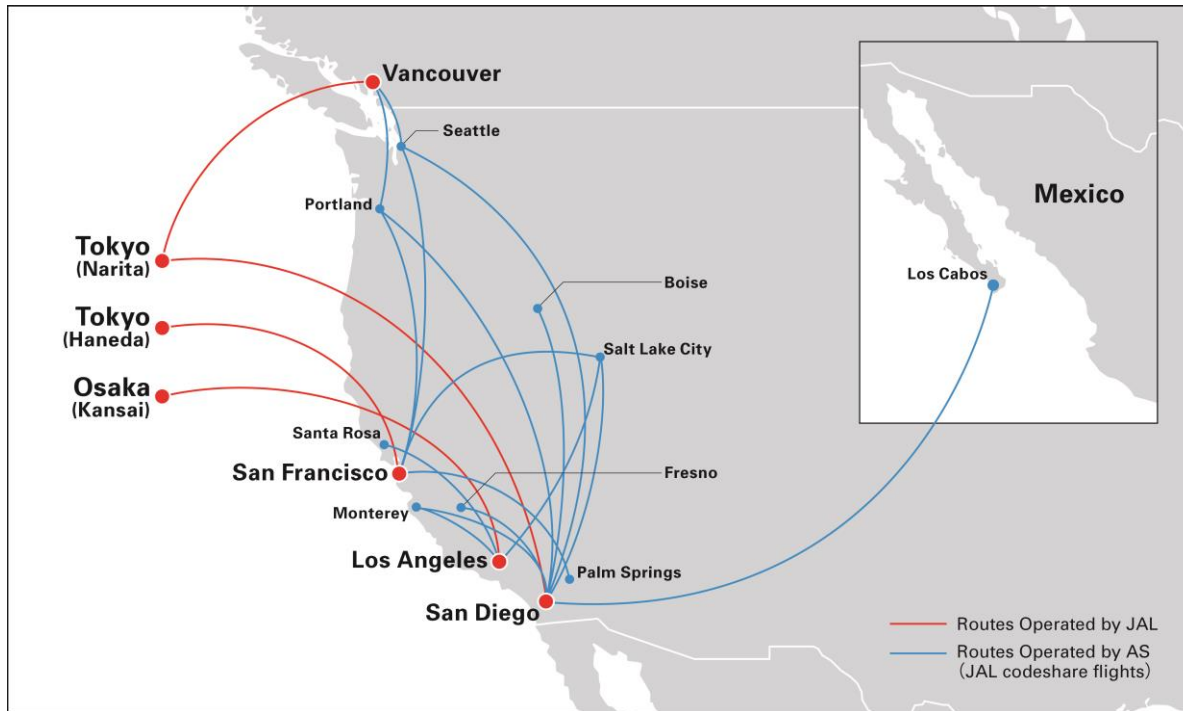 Vancouver
Seattle
Portland
Tokyo
(Narita)
Tokyo
(Haneda)
Osaka
(Kansai)
Boise
Salt Lake City
Santa Rosa
San Francisco
Fresno
Monterey
Los Angeles
Palm Springs
San Diego
Mexico
Los Cabos
Routes Operated by JAL
Routes Operated by AS
(JAL codeshare flights)